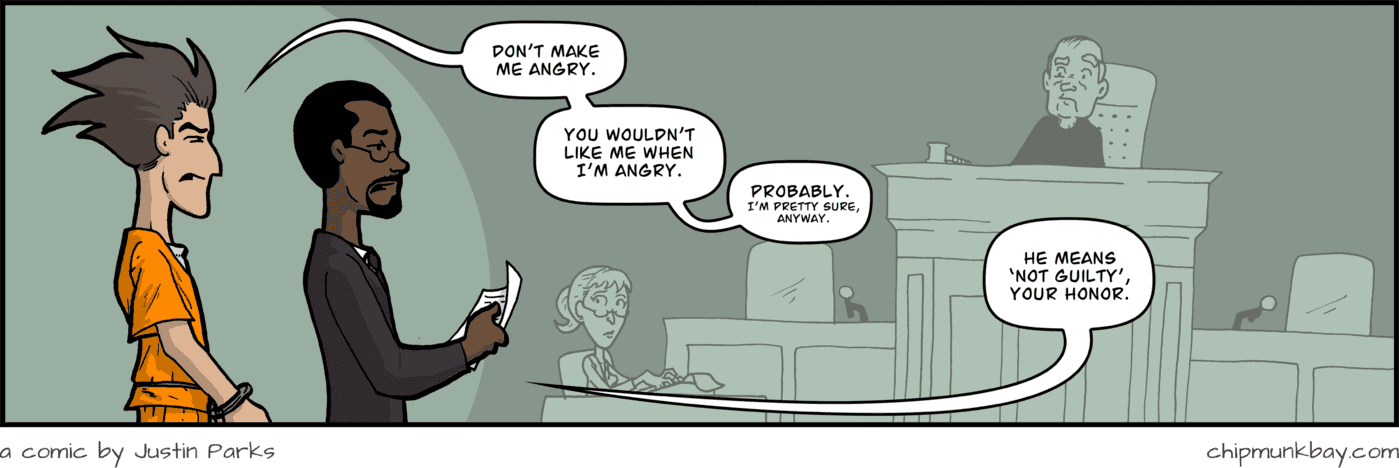 DON'T MAKE
ME ANGRY.
YOU WOULDN'T
LIKE ME WHEN
I'M ANGRY.
PROBABLY.
I'M PRETTY SURE,
ANYWAY.
HE MEANS
'NOT GUILTY',
YOUR HONOR.
a comic by Justin Parks
chipmunkbay.com